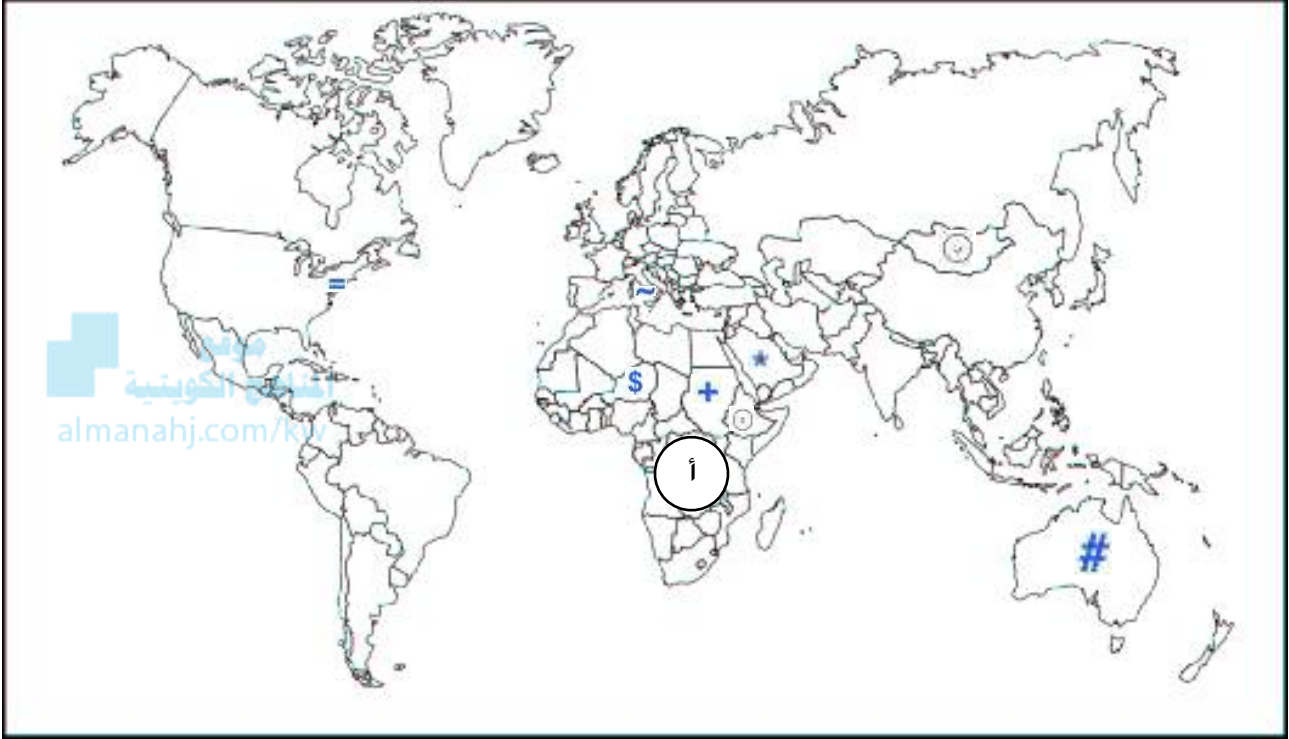 =
~
*
$
+
أ
#
موقع
المناهج الكويتية
almanahj.com/kw